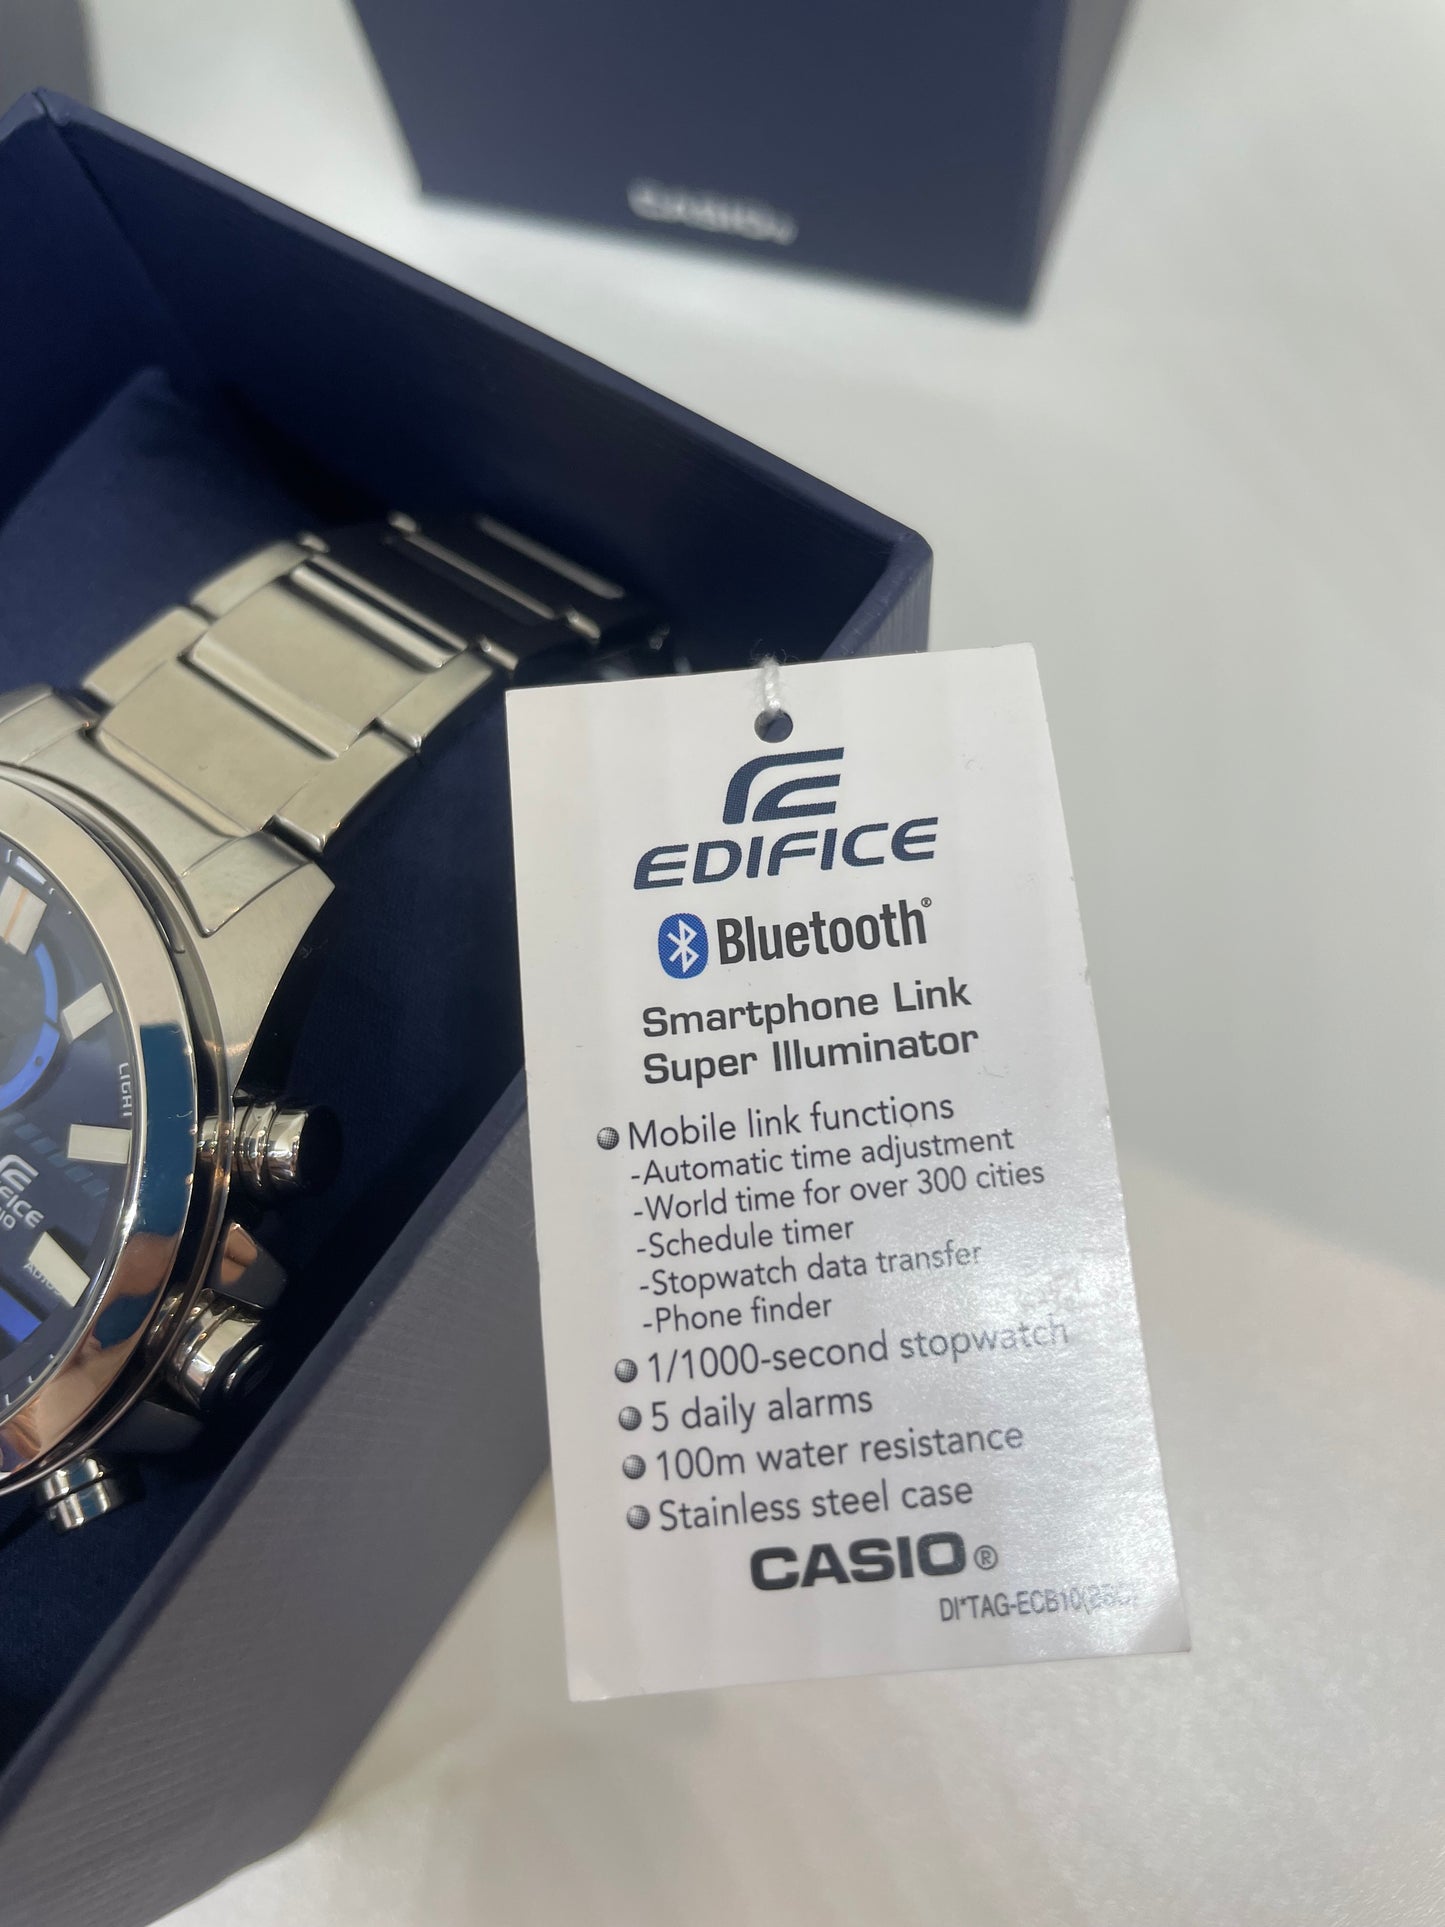 CASIO
EDIFICE
Bluetooth®
Smartphone Link
Super Illuminator
Mobile link functions
-Automatic time adjustment
-World time for over 300 cities
-Schedule timer
-Stopwatch data transfer
-Phone finder
1/1000-second stopwatch
5 daily alarms
100m water resistance
Stainless steel case
CASIO®
LIGHT